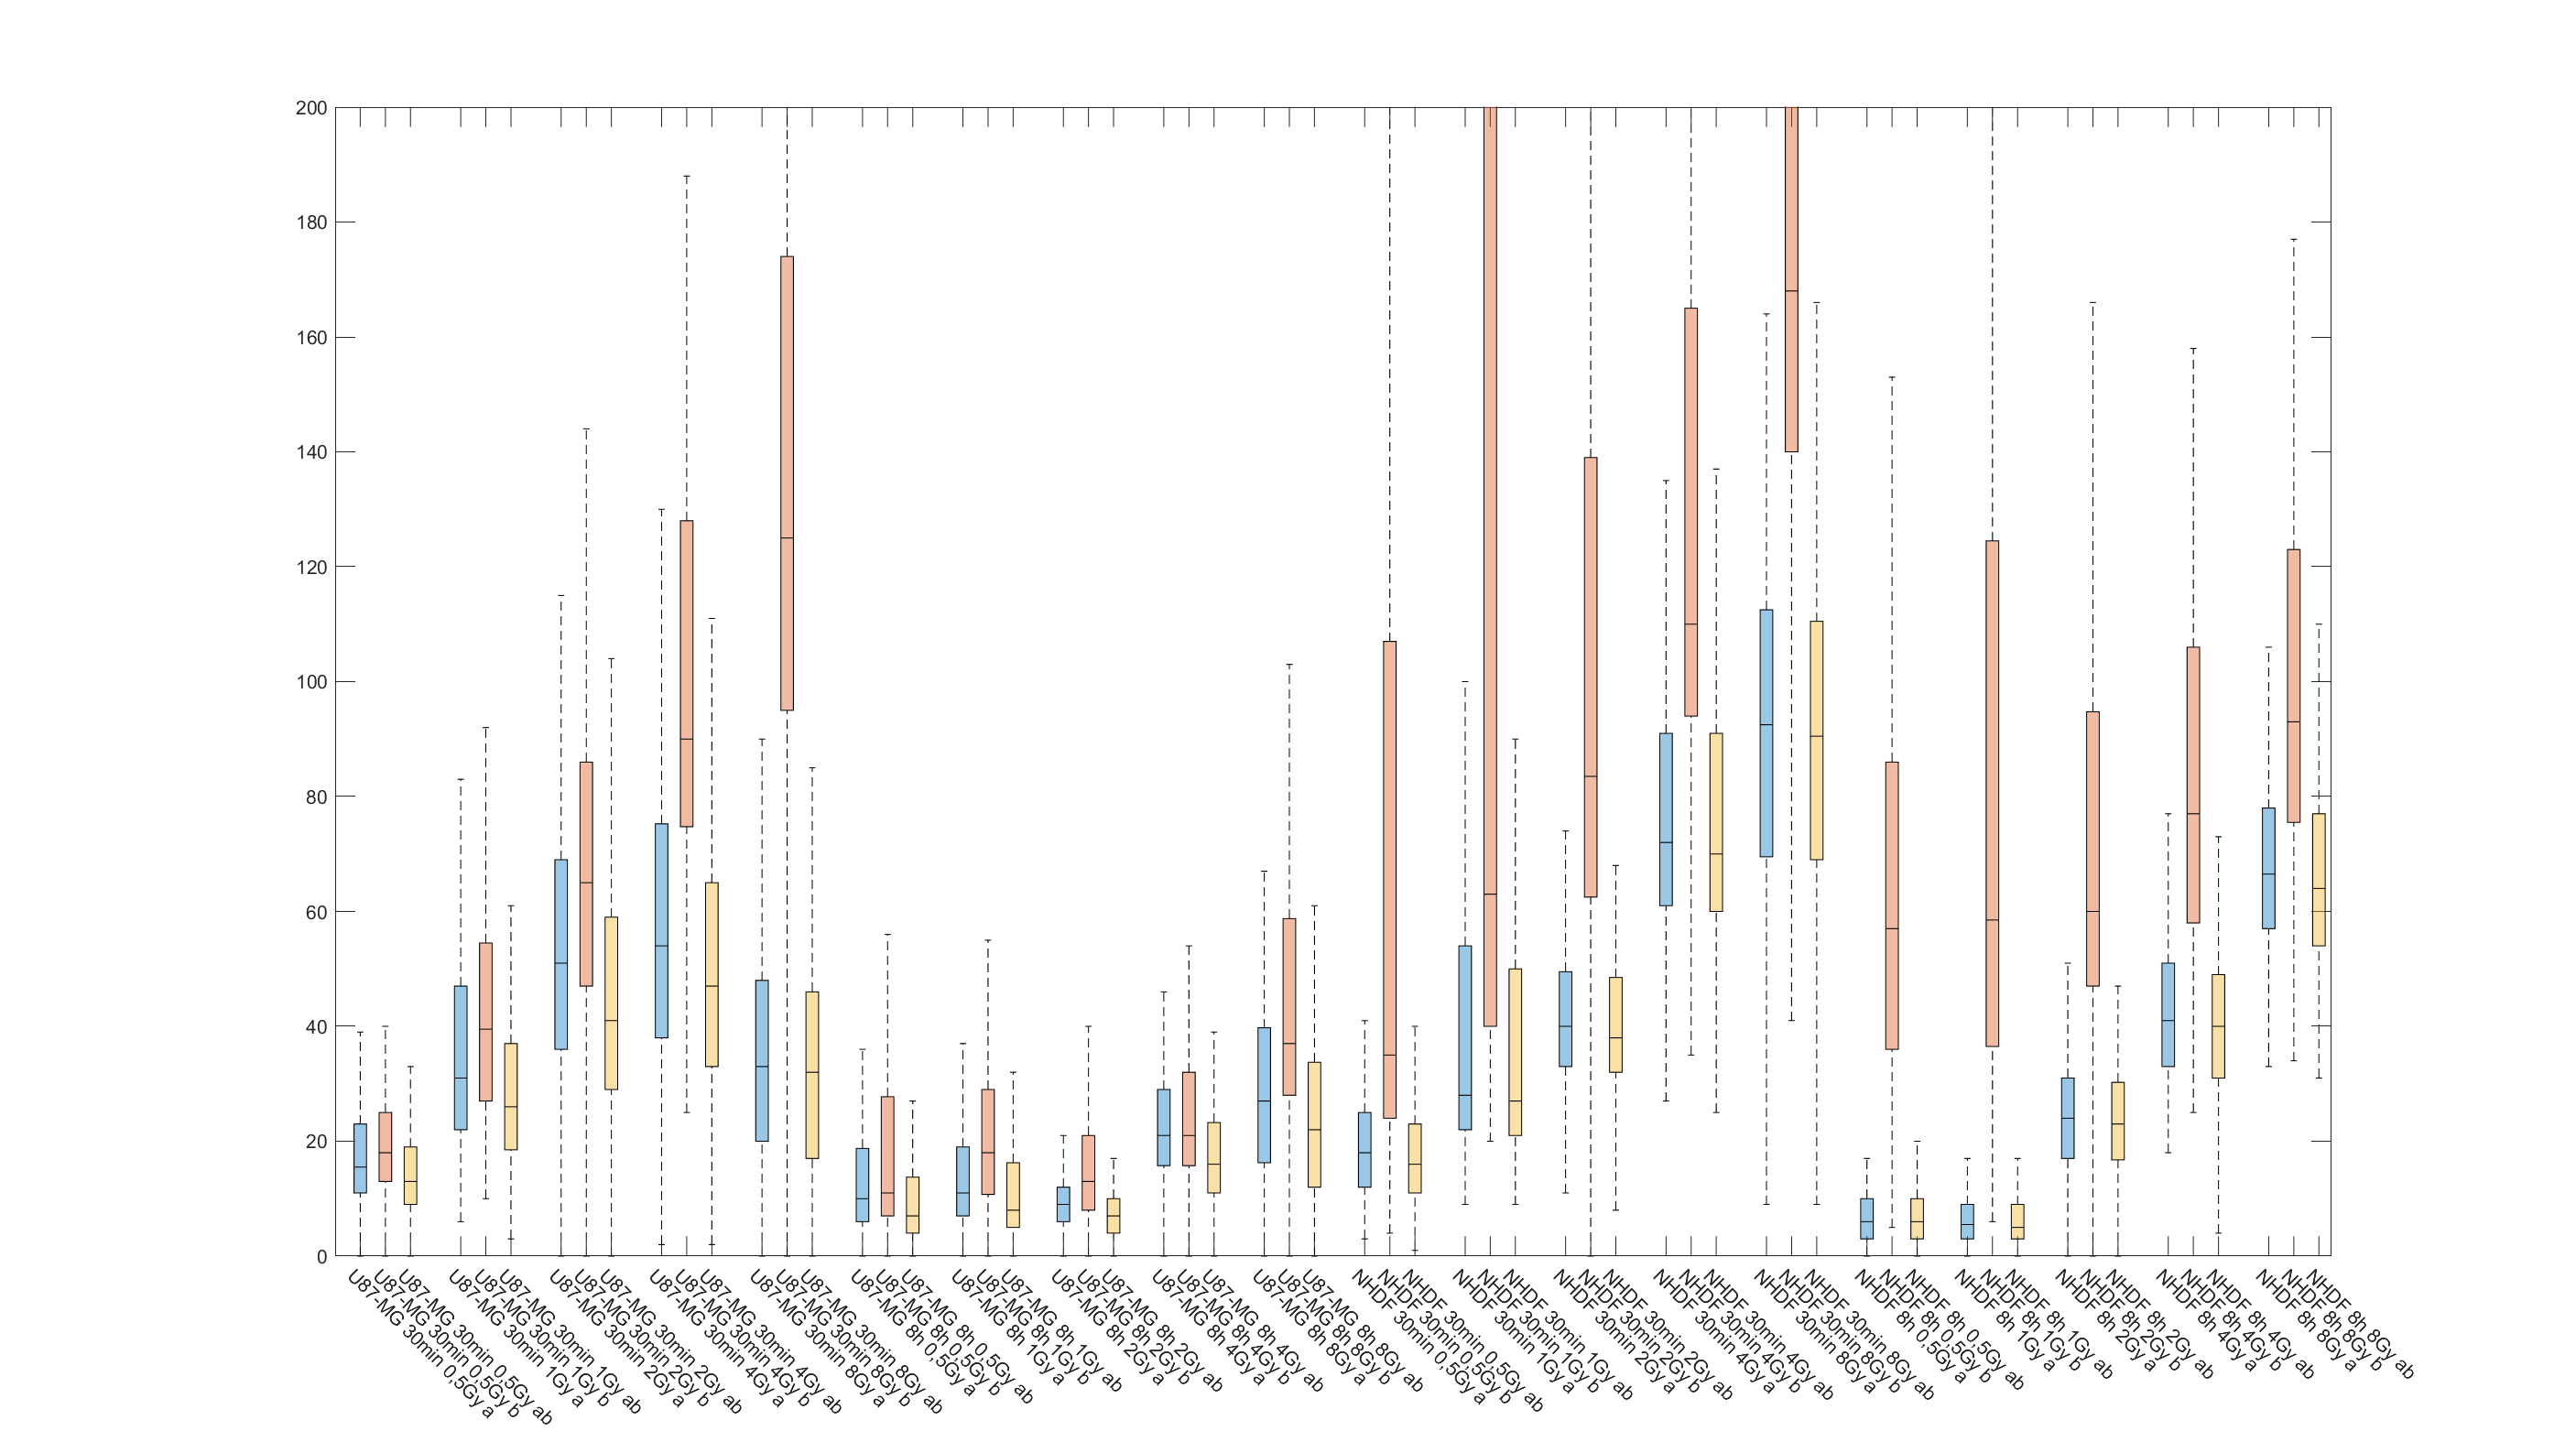 200
180
160
140
120
100
80
60
40
20
0
U87-MG 30min 0,5Gy a
U87-MG 30min 0,5Gy b
U87-MG 30min 0,5Gy ab
U87-MG 30min 1Gy a
U87-MG 30min 1Gy b
U87-MG 30min 1Gy ab
U87-MG 30min 2Gy a
U87-MG 30min 2Gy b
U87-MG 30min 2Gy ab
U87-MG 30min 4Gy a
U87-MG 30min 4Gy b
U87-MG 30min 4Gy ab
U87-MG 30min 8Gy a
U87-MG 30min 8Gy b
U87-MG 30min 8Gy ab
U87-MG 8h 0,5Gy a
U87-MG 8h 0,5Gy b
U87-MG 8h 0,5Gy ab
U87-MG 8h 1Gy a
U87-MG 8h 1Gy b
U87-MG 8h 1Gy ab
U87-MG 8h 2Gy a
U87-MG 8h 2Gy b
U87-MG 8h 2Gy ab
U87-MG 8h 4Gy a
U87-MG 8h 4Gy b
U87-MG 8h 4Gy ab
U87-MG 8h 8Gy a
U87-MG 8h 8Gy b
U87-MG 8h 8Gy ab
NHDF 30min 0,5Gy a
NHDF 30min 0,5Gy b
NHDF 30min 0,5Gy ab
NHDF 30min 1Gy a
NHDF 30min 1Gy b
NHDF 30min 1Gy ab
NHDF 30min 2Gy a
NHDF 30min 2Gy b
NHDF 30min 2Gy ab
NHDF 30min 4Gy a
NHDF 30min 4Gy b
NHDF 30min 4Gy ab
NHDF 30min 8Gy a
NHDF 30min 8Gy b
NHDF 30min 8Gy ab
NHDF 8h 0,5Gy a
NHDF 8h 0,5Gy b
NHDF 8h 0,5Gy ab
NHDF 8h 1Gy a
NHDF 8h 1Gy b
NHDF 8h 1Gy ab
NHDF 8h 2Gy a
NHDF 8h 2Gy b
NHDF 8h 2Gy ab
NHDF 8h 4Gy a
NHDF 8h 4Gy b
NHDF 8h 4Gy ab
NHDF 8h 8Gy a
NHDF 8h 8Gy b
NHDF 8h 8Gy ab